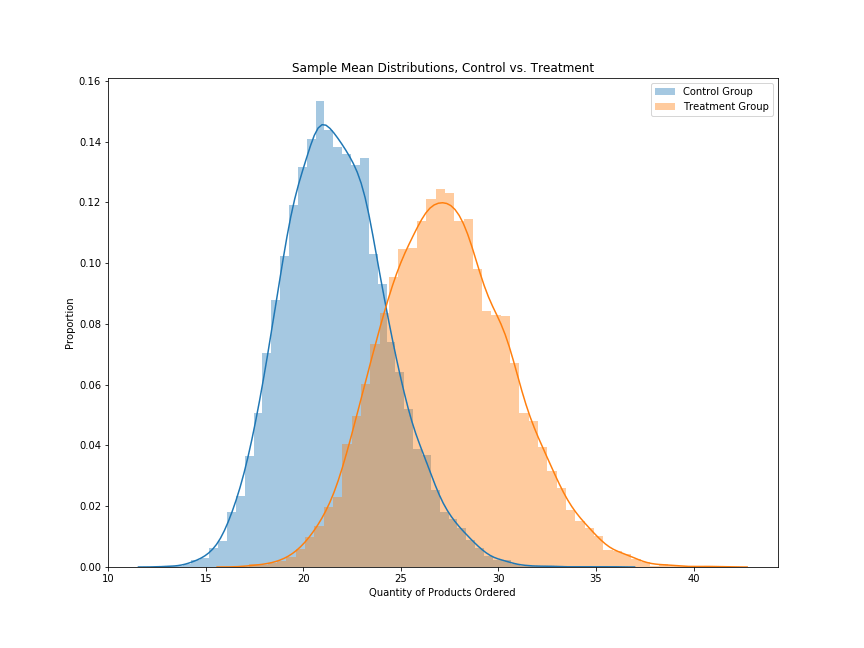 Sample Mean Distributions, Control vs. Treatment
Control Group
Treatment Group
0.16
0.14
0.12
0.10
0.08
0.06
0.04
0.02
0.00
Proportion
10 15 20 25 30 35 40
Quantity of Products Ordered